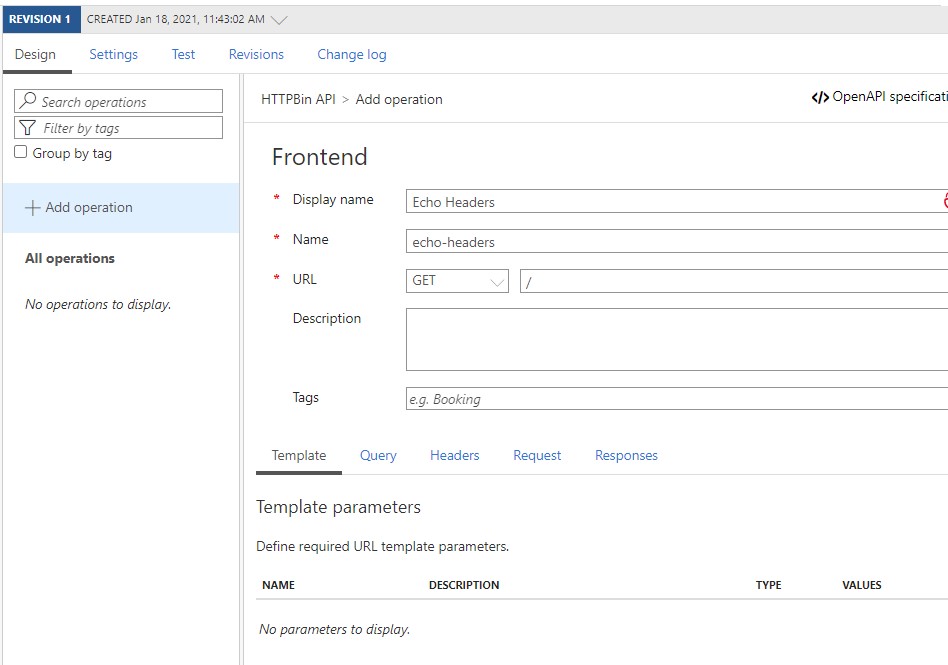 REVISION 1 CREATED Jan 18, 2021, 11:43:02 AM
Design Settings Test Revisions Change log
Search operations
Filter by tags
Group by tag
Add operation
All operations
No operations to display.
HTTPBin API > Add operation
</> OpenAPI specificati
Frontend
* Display name Echo Headers
* Name echo-headers
* URL GET /
Description
Tags e.g. Booking
Template Query Headers Request Responses
Template parameters
Define required URL template parameters.
NAME DESCRIPTION TYPE VALUES
No parameters to display.